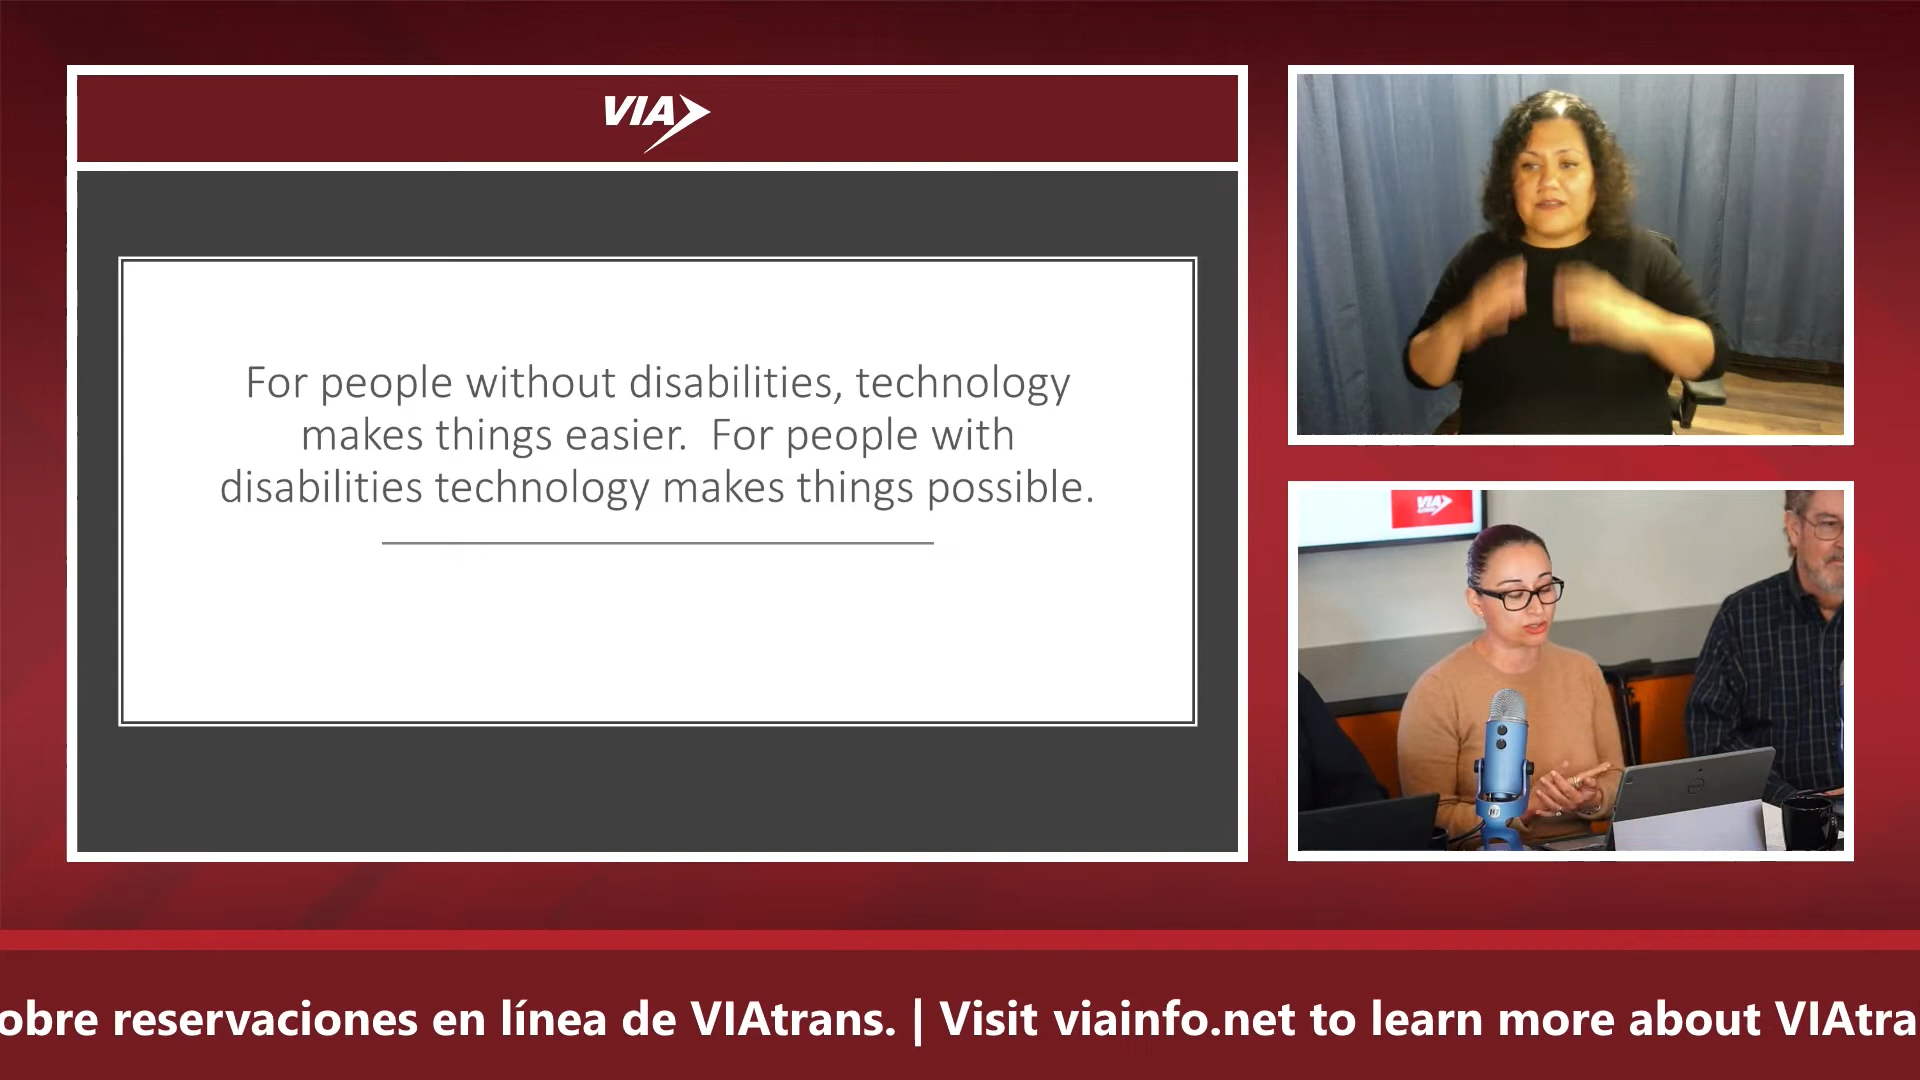 VIA
For people without disabilities, technology
makes things easier.  For people with
disabilities technology makes things possible.
VIA
obre reservaciones en línea de VIAtrans. | Visit viainfo.net to learn more about VIAtra